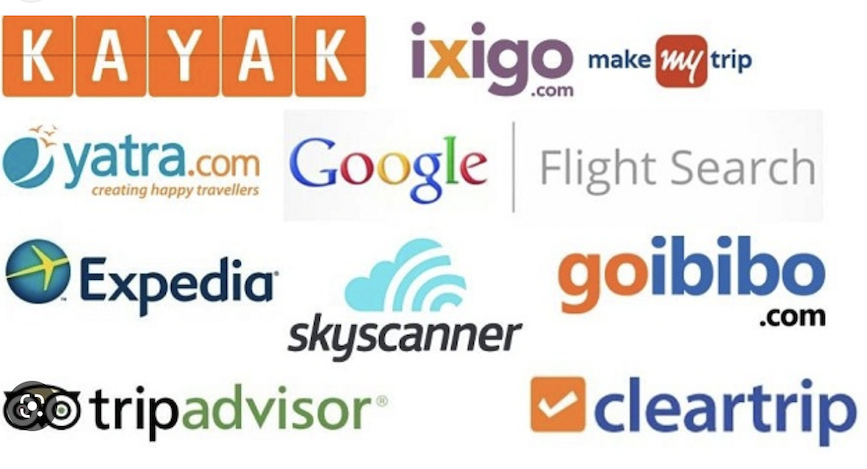 KAYAK
ixigo
.com
make my trip
yatra.com
creating happy travellers
Google | Flight Search
Expedia
™
skyscanner
goibibo
.com
tripadvisor®
cleartrip